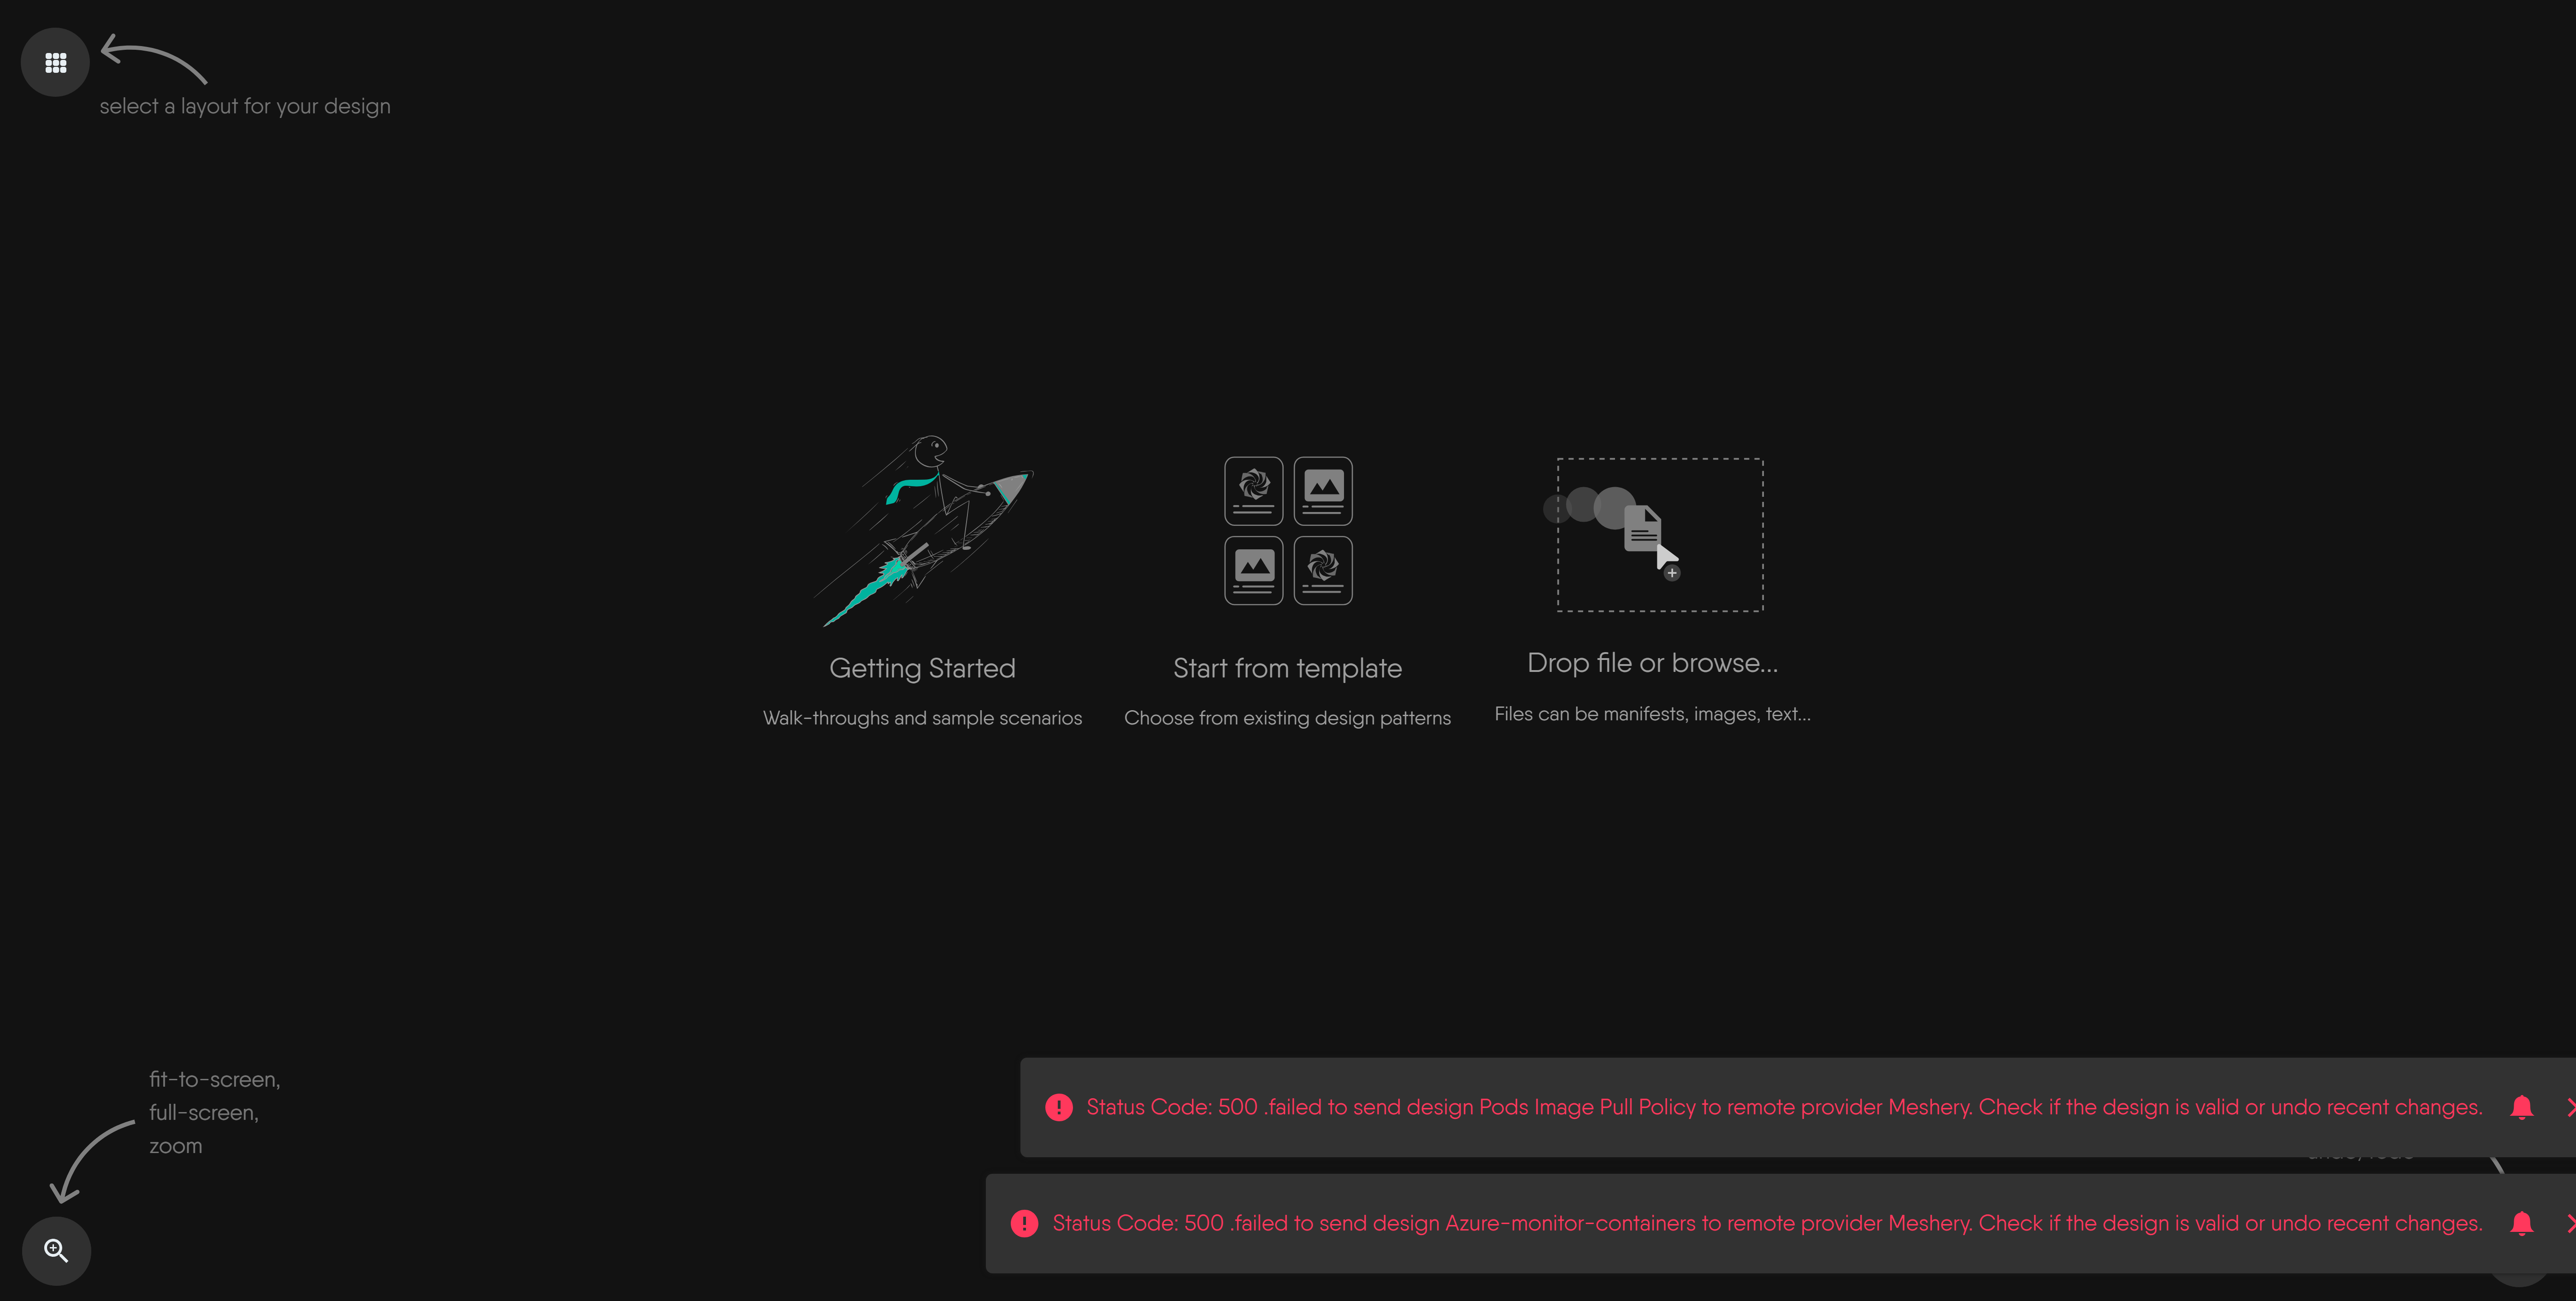 select a layout for your design
Getting Started
Walk-throughs and sample scenarios
Start from template
Choose from existing design patterns
Drop file or browse...
Files can be manifests, images, text...
fit-to-screen,
full-screen,
zoom
Status Code: 500 .failed to send design Pods Image Pull Policy to remote provider Meshery. Check if the design is valid or undo recent changes.
Status Code: 500 .failed to send design Azure-monitor-containers to remote provider Meshery. Check if the design is valid or undo recent changes.